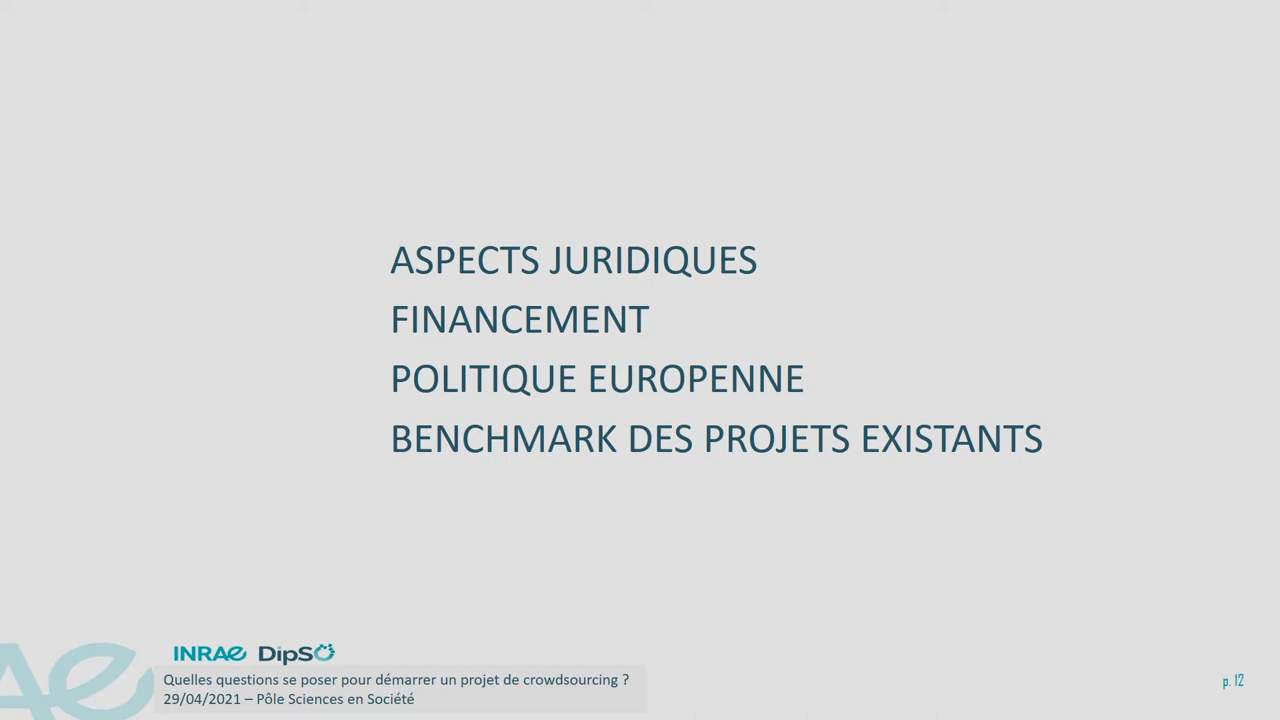 ASPECTS JURIDIQUES
FINANCEMENT
POLITIQUE EUROPENNE
BENCHMARK DES PROJETS EXISTANTS
INRAE DipSO
Quelles questions se poser pour démarrer un projet de crowdsourcing ?
29/04/2021 – Pôle Sciences en Société
p. 12